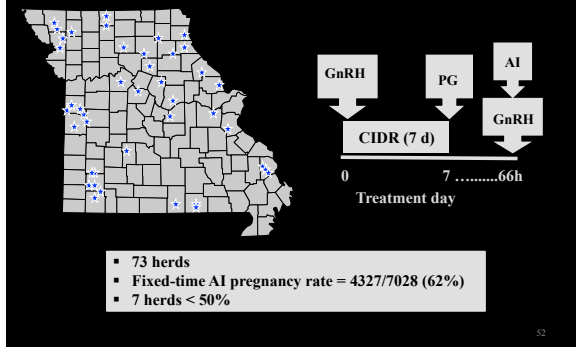 GnRH
PG
AI
GnRH
CIDR (7 d)
0 7 ….......66h
Treatment day
▪ 73 herds
▪ Fixed-time AI pregnancy rate = 4327/7028 (62%)
▪ 7 herds < 50%
52